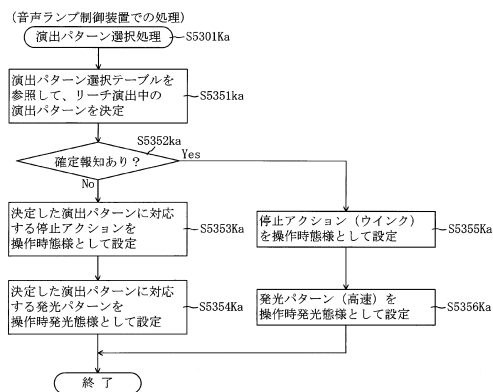 (音声ランプ制御装置での処理)
演出パターン選択処理
S5301Ka
演出パターン選択テーブルを
参照して、リーチ演出中の
演出パターンを決定
S5351ka
S5352ka
確定報知あり?
Yes
No
決定した演出パターンに対応
する停止アクションを
操作時態様として設定
S5353Ka
停止アクション(ウインク)
を操作時態様として設定
S5355Ka
決定した演出パターンに対応
する発光パターンを
操作時発光態様として設定
S5354Ka
発光パターン(高速)を
操作時発光態様として設定
S5356Ka
終了